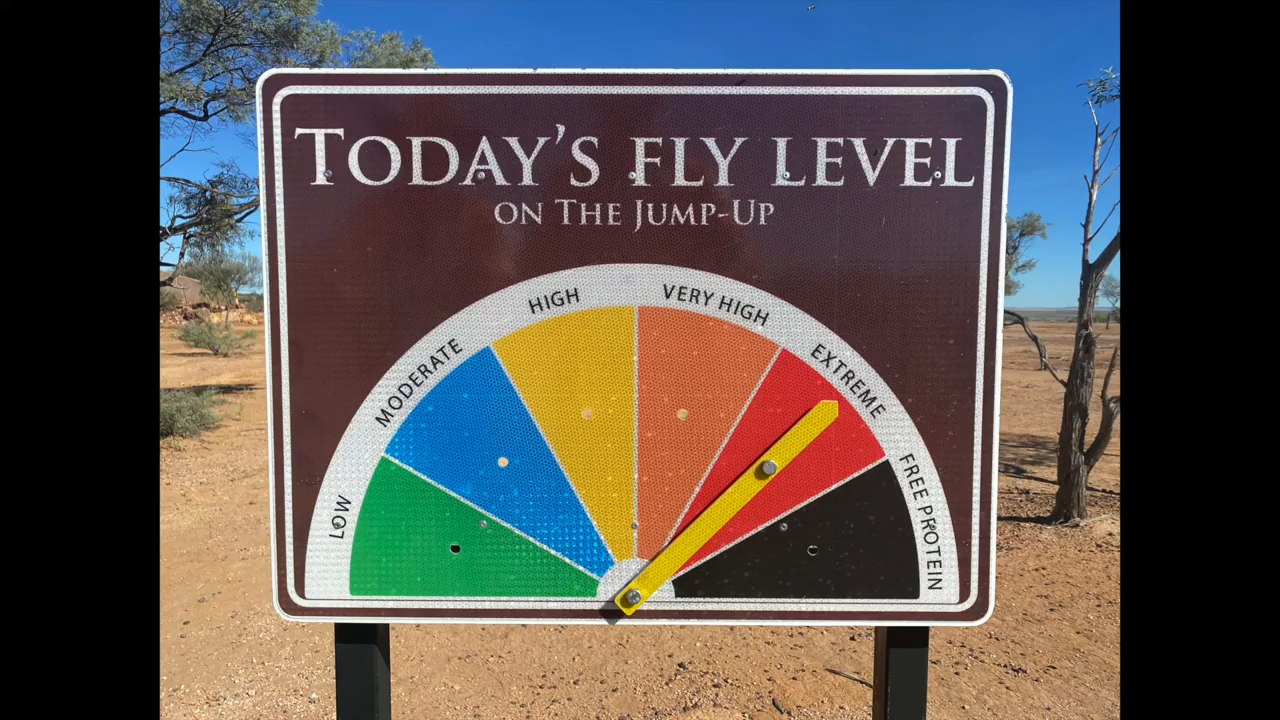 TODAY'S FLY LEVEL
ON THE JUMP-UP
LOW
MODERATE
HIGH
VERY HIGH
EXTREME
FREE PROTEIN